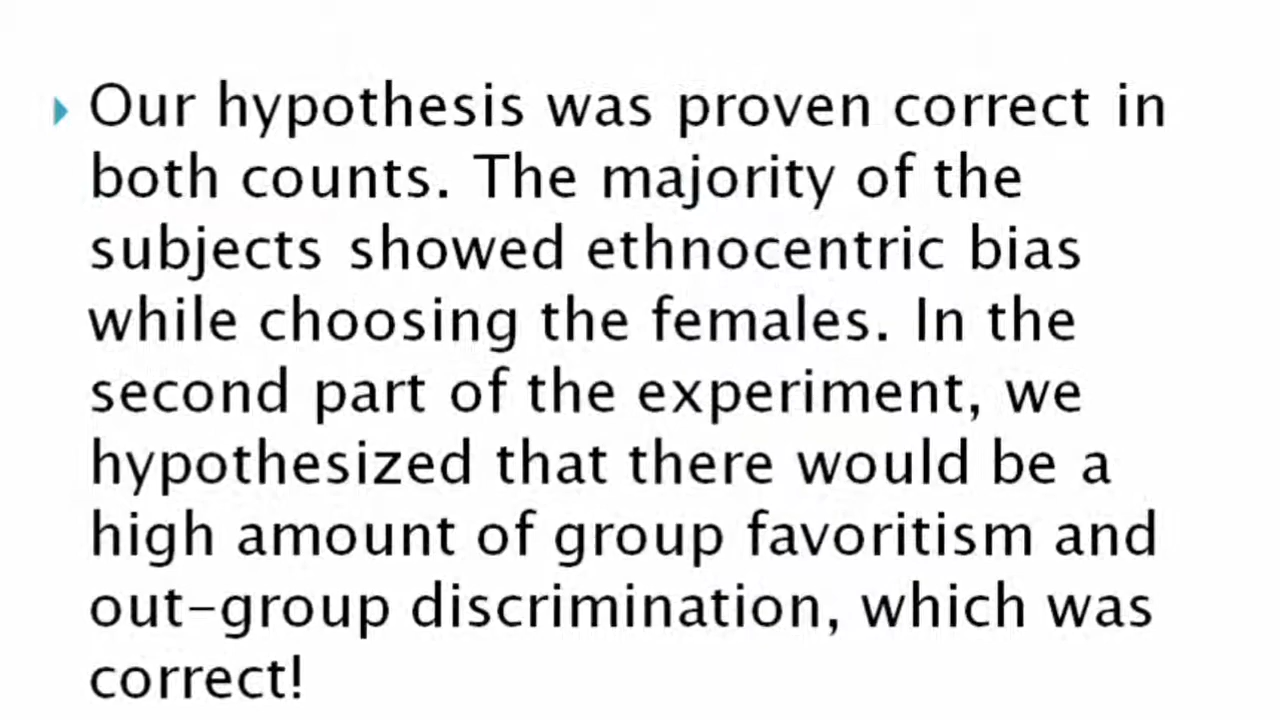 Our hypothesis was proven correct in
both counts. The majority of the
subjects showed ethnocentric bias
while choosing the females. In the
second part of the experiment, we
hypothesized that there would be a
high amount of group favoritism and
out-group discrimination, which was
correct!